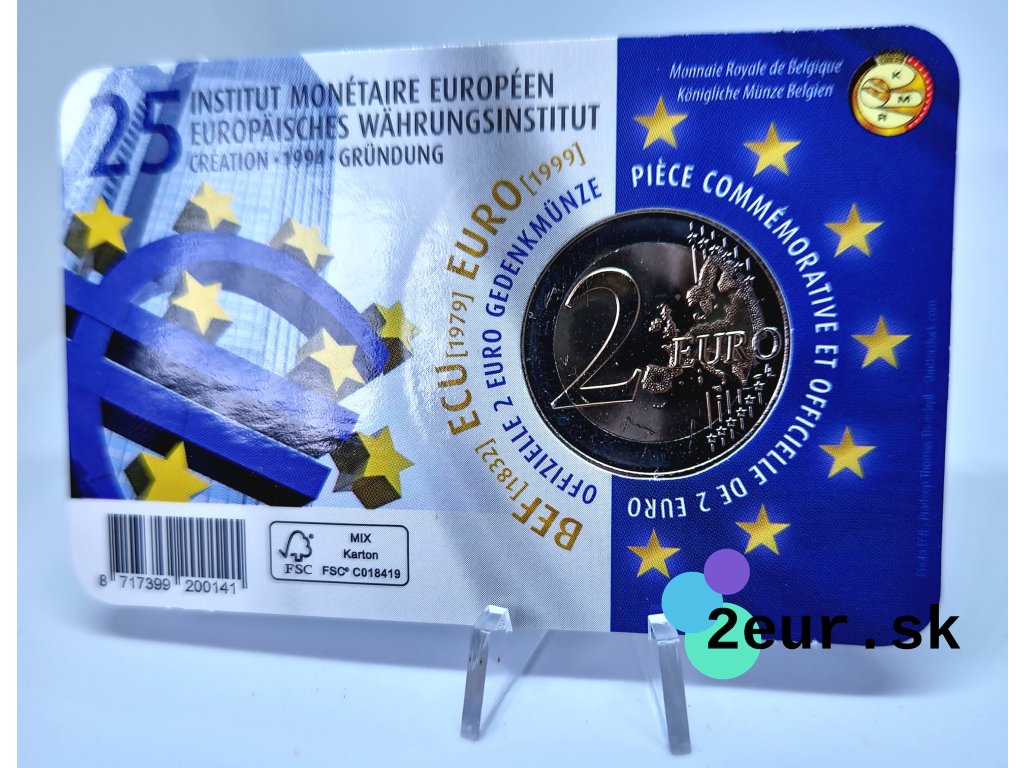 25
INSTITUT MONÉTAIRE EUROPÉEN
EUROPÄISCHES WÄHRUNGSINSTITUT
CRÉATION · 1994 · GRÜNDUNG
Monnaie Royale de Belgique
Königliche Münze Belgien
K
M
BEF [1832] ECU [1979] EURO [1999]
OFFIZIELLE 2 EURO GEDENKMÜNZE
PIÈCE COMMÉMORATIVE ET OFFICIELLE DE 2 EURO
2 EURO
8 717399 200141
FSC
MIX
Karton
FSC® C018419
2eur.sk